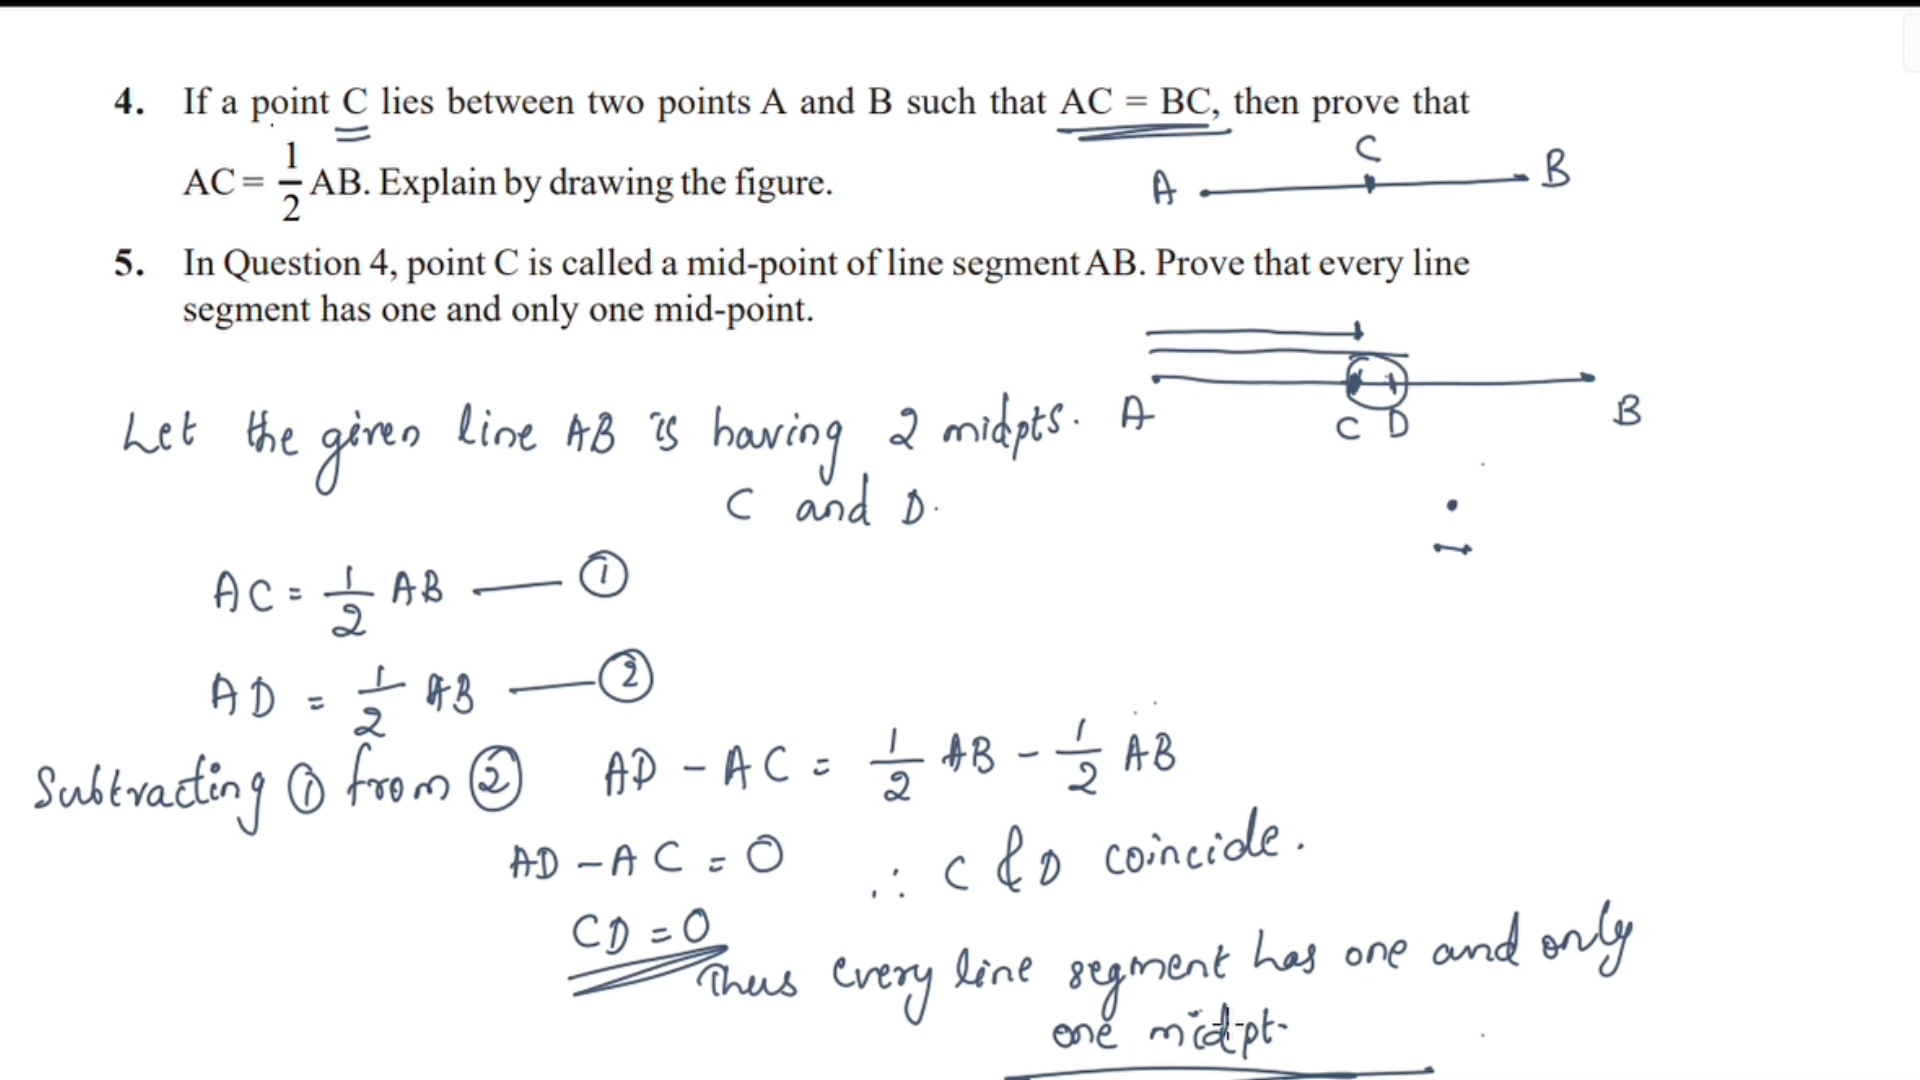 4. If a point C lies between two points A and B such that AC = BC, then prove that
AC = 1/2 AB. Explain by drawing the figure.
A C B
5. In Question 4, point C is called a mid-point of line segment AB. Prove that every line
segment has one and only one mid-point.
A C D B
Let the given line AB is having 2 midpts.
C and D.
AC = 1/2 AB — ①
AD = 1/2 AB — ②
Subtracting ① from ② AD - AC = 1/2 AB - 1/2 AB
AD - AC = 0 ∴ C & D coincide.
CD = 0
Thus every line segment has one and only
one midpt.